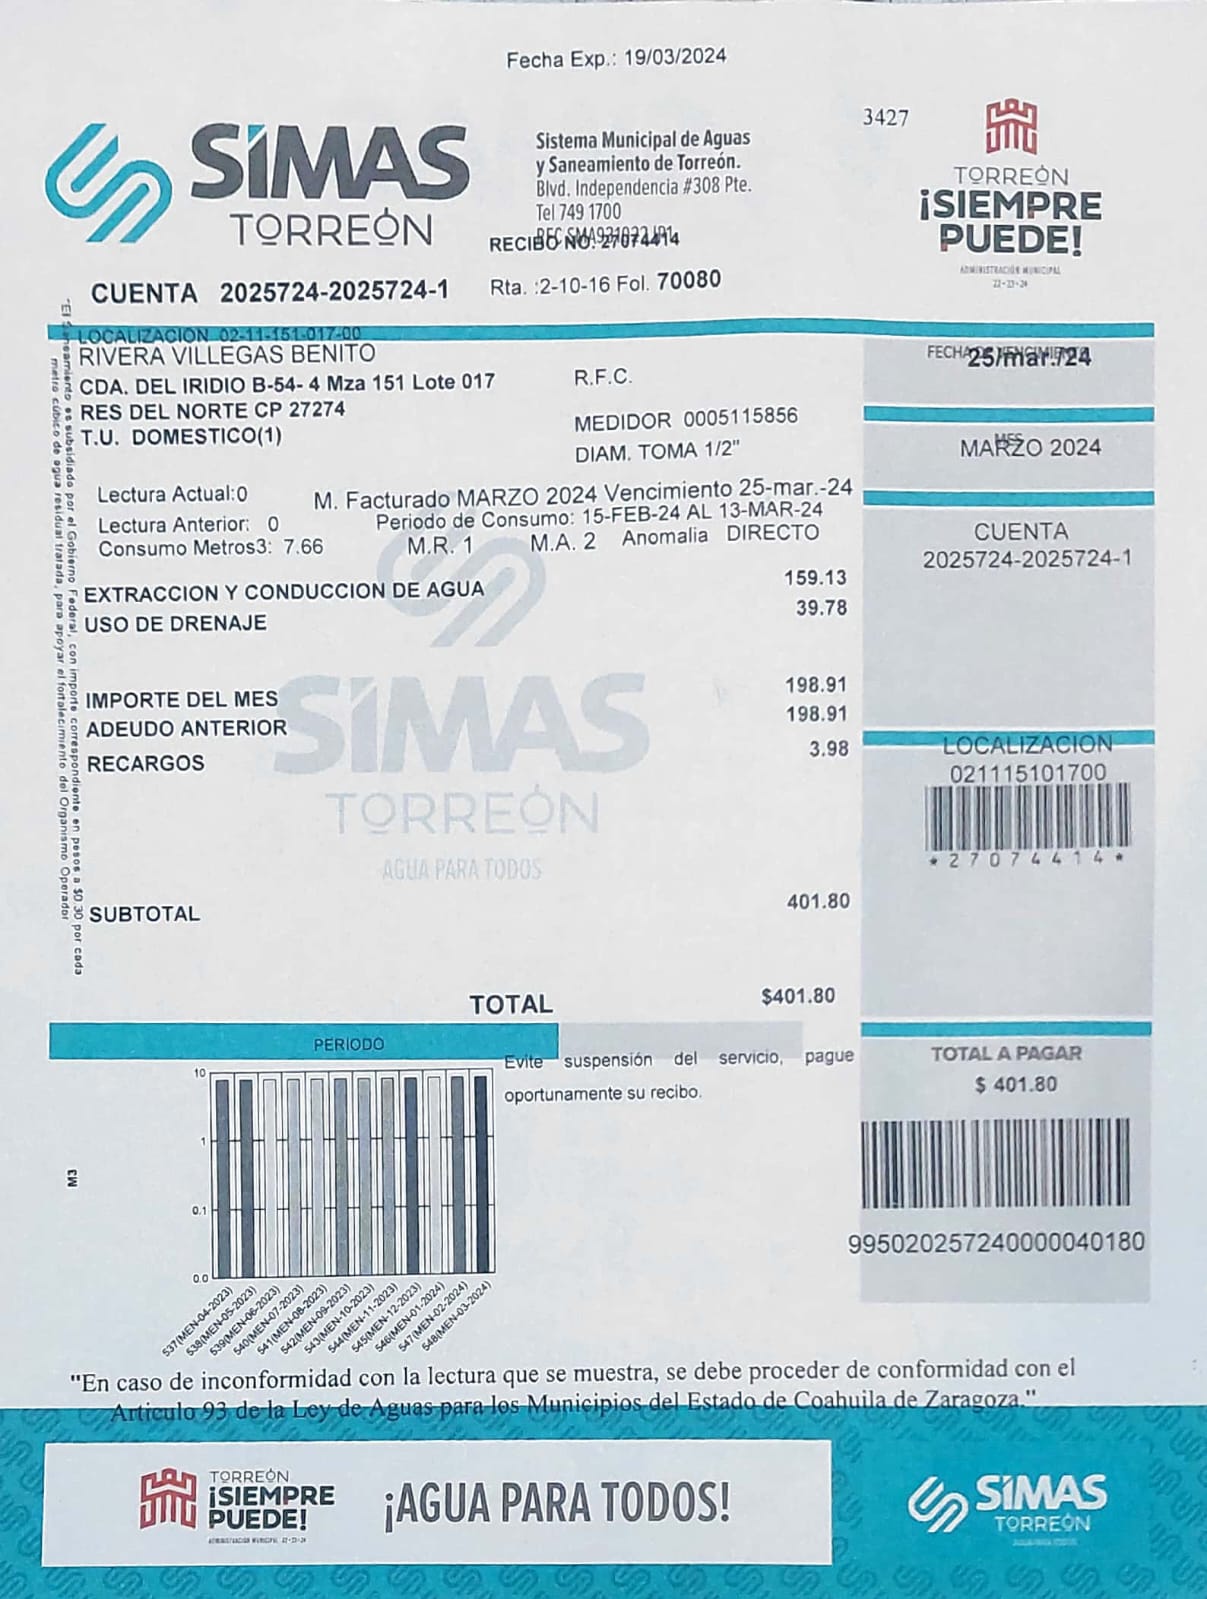 Fecha Exp.: 19/03/2024
3427
SIMAS
TORREÓN
Sistema Municipal de Aguas
y Saneamiento de Torreón.
Blvd. Independencia #308 Pte.
Tel 749 1700
RECIBO NO. 27074414
TORREÓN
¡SIEMPRE
PUEDE!
ADMINISTRACIÓN MUNICIPAL
22-23-24
CUENTA 2025724-2025724-1
Rta. :2-10-16 Fol. 70080
LOCALIZACION 02-11-151-017-00
RIVERA VILLEGAS BENITO
CDA. DEL IRIDIO B-54- 4 Mza 151 Lote 017
RES DEL NORTE CP 27274
T.U. DOMESTICO(1)
R.F.C.
MEDIDOR 0005115856
DIAM. TOMA 1/2"
FECHA DE VENCIMIENTO
25/mar./24
MES
MARZO 2024
CUENTA
2025724-2025724-1
Lectura Actual:0
M. Facturado MARZO 2024 Vencimiento 25-mar.-24
Lectura Anterior: 0
Periodo de Consumo: 15-FEB-24 AL 13-MAR-24
Consumo Metros3: 7.66
M.R. 1 M.A. 2 Anomalia DIRECTO
EXTRACCION Y CONDUCCION DE AGUA 159.13
USO DE DRENAJE 39.78
IMPORTE DEL MES 198.91
ADEUDO ANTERIOR 198.91
RECARGOS 3.98
SIMAS
TORREÓN
AGUA PARA TODOS
LOCALIZACION
021115101700
*27074414*
SUBTOTAL 401.80
TOTAL $401.80
"El Saneamiento es subsidiado por el Gobierno Federal, con importe correspondiente en pesos a $0.30 por cada
metro cúbico de agua residual tratada, para apoyar el fortalecimiento del Organismo Operador
PERIODO
Evite suspensión del servicio, pague
oportunamente su recibo.
TOTAL A PAGAR
$ 401.80
995020257240000040180
10
1
0.1
0.0
M3
537(MEN-04-2023)
538(MEN-05-2023)
539(MEN-06-2023)
540(MEN-07-2023)
541(MEN-08-2023)
542(MEN-09-2023)
543(MEN-10-2023)
544(MEN-11-2023)
545(MEN-12-2023)
546(MEN-01-2024)
547(MEN-02-2024)
548(MEN-03-2024)
"En caso de inconformidad con la lectura que se muestra, se debe proceder de conformidad con el
Artículo 93 de la Ley de Aguas para los Municipios del Estado de Coahuila de Zaragoza."
TORREÓN
¡SIEMPRE
PUEDE!
ADMINISTRACIÓN MUNICIPAL 22-23-24
¡AGUA PARA TODOS!
SIMAS
TORREÓN